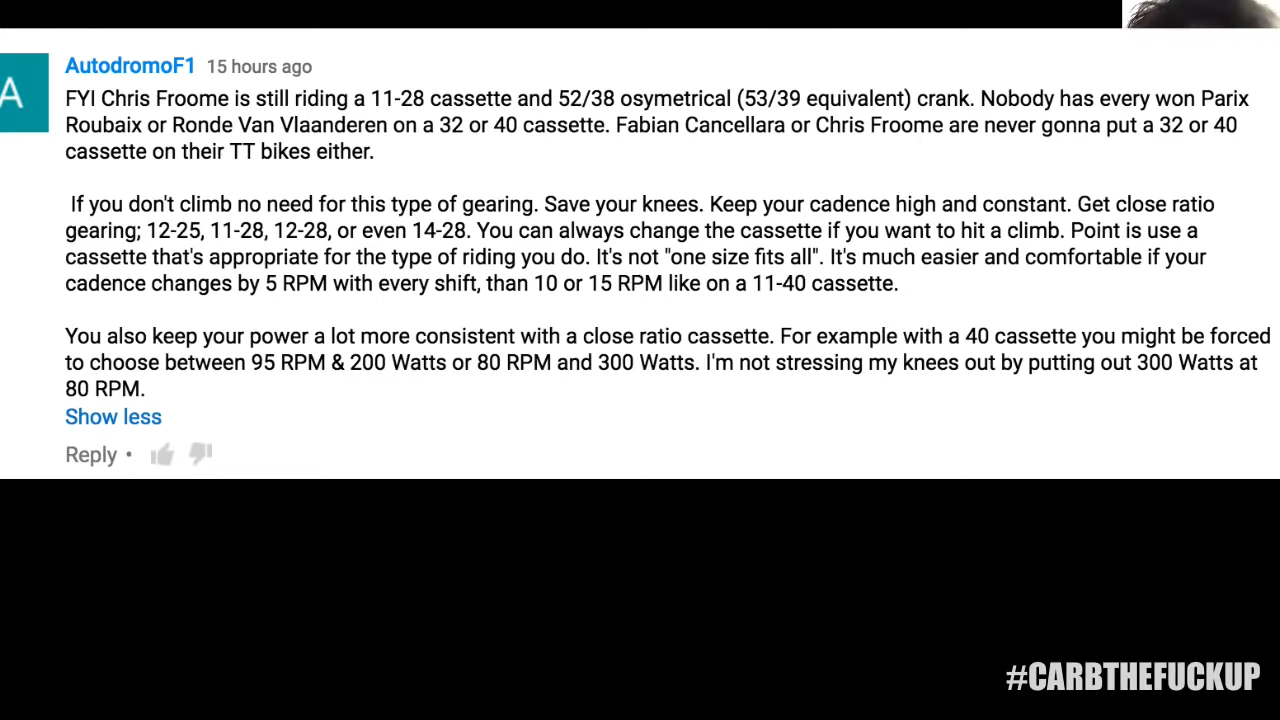 A
AutodromoF1 15 hours ago
FYI Chris Froome is still riding a 11-28 cassette and 52/38 osymetrical (53/39 equivalent) crank. Nobody has every won Parix
Roubaix or Ronde Van Vlaanderen on a 32 or 40 cassette. Fabian Cancellara or Chris Froome are never gonna put a 32 or 40
cassette on their TT bikes either.
If you don't climb no need for this type of gearing. Save your knees. Keep your cadence high and constant. Get close ratio
gearing; 12-25, 11-28, 12-28, or even 14-28. You can always change the cassette if you want to hit a climb. Point is use a
cassette that's appropriate for the type of riding you do. It's not "one size fits all". It's much easier and comfortable if your
cadence changes by 5 RPM with every shift, than 10 or 15 RPM like on a 11-40 cassette.
You also keep your power a lot more consistent with a close ratio cassette. For example with a 40 cassette you might be forced
to choose between 95 RPM & 200 Watts or 80 RPM and 300 Watts. I'm not stressing my knees out by putting out 300 Watts at
80 RPM.
Show less
Reply •
#CARBTHEFUCKUP